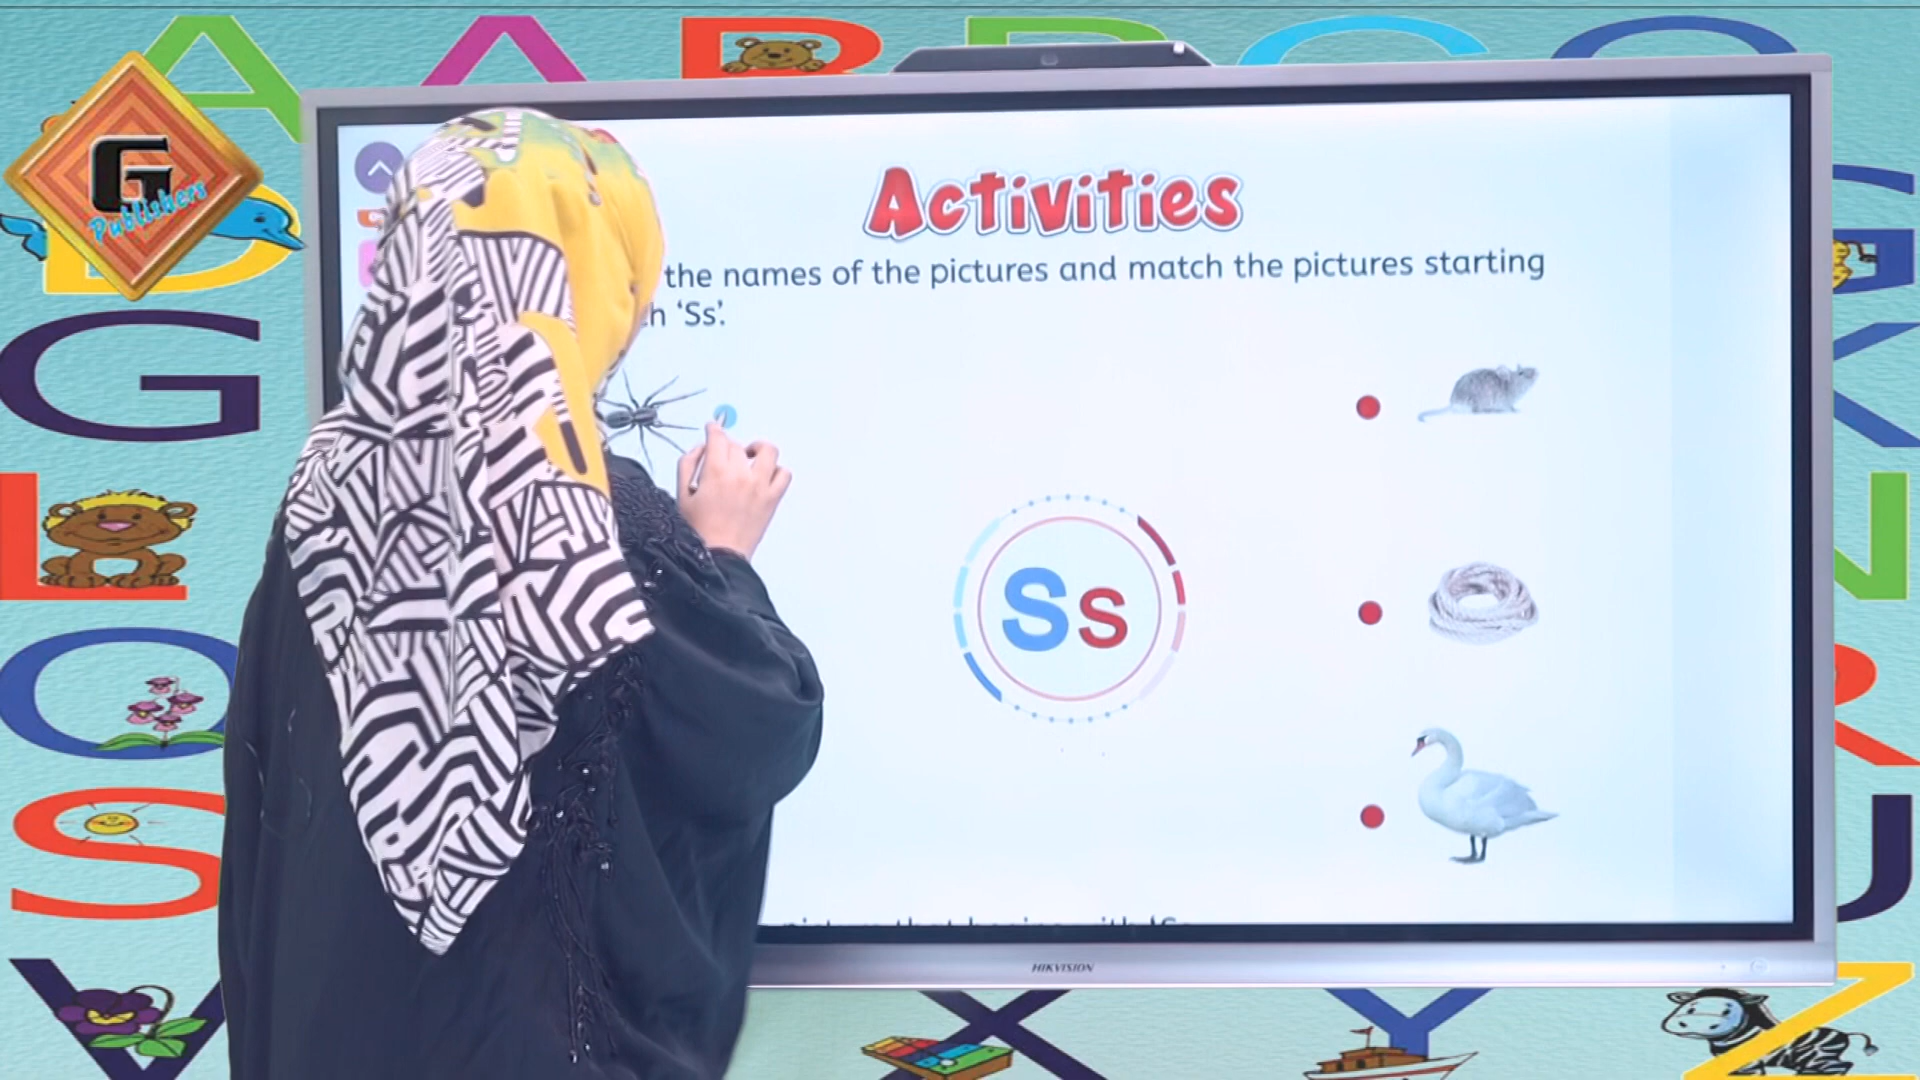 G
Publishers
Activities
the names of the pictures and match the pictures starting
h ‘Ss’.
Ss
HIKVISION